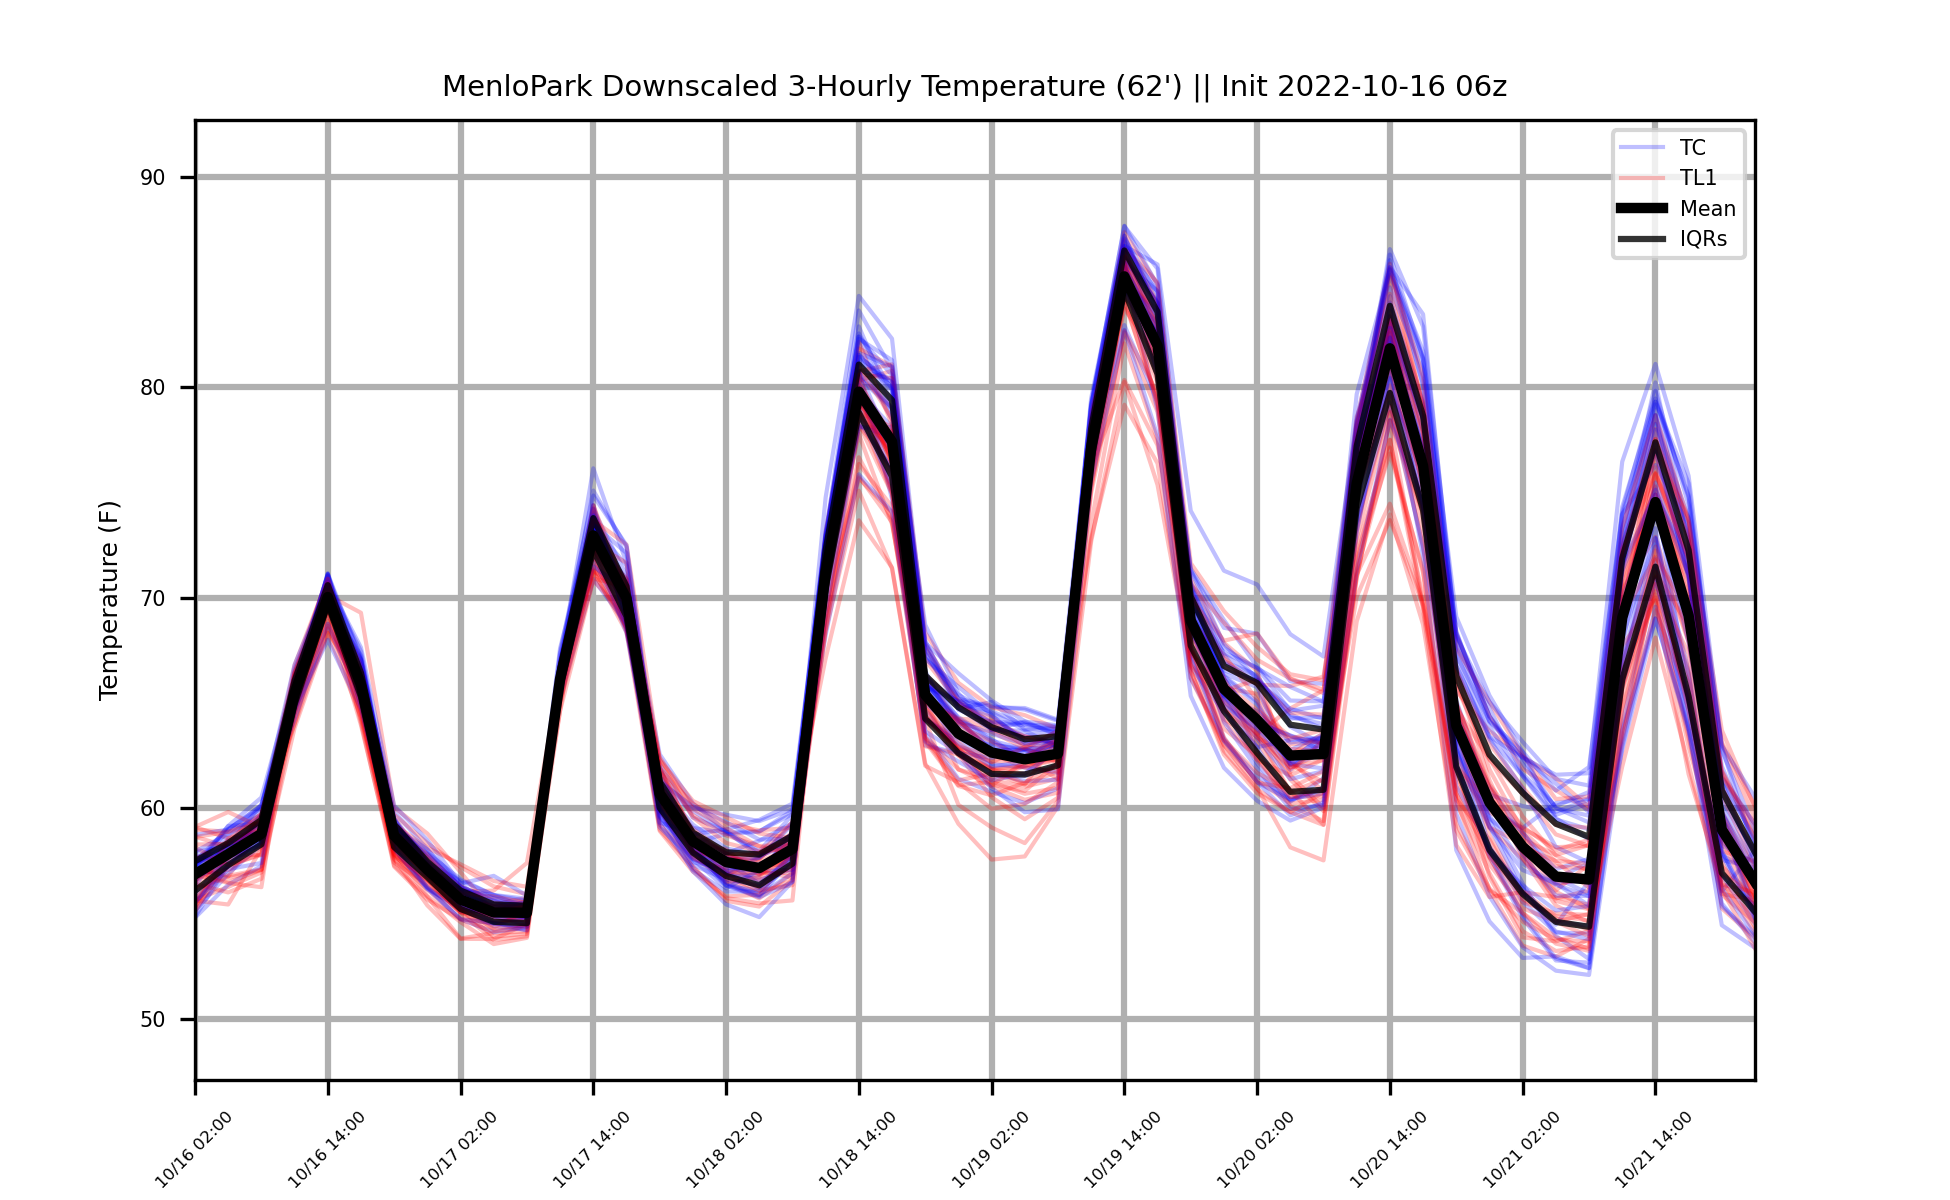 MenloPark Downscaled 3-Hourly Temperature (62') || Init 2022-10-16 06z
TC
TL1
Mean
IQRs
Temperature (F)
90
80
70
60
50
10/16 02:00
10/16 14:00
10/17 02:00
10/17 14:00
10/18 02:00
10/18 14:00
10/19 02:00
10/19 14:00
10/20 02:00
10/20 14:00
10/21 02:00
10/21 14:00